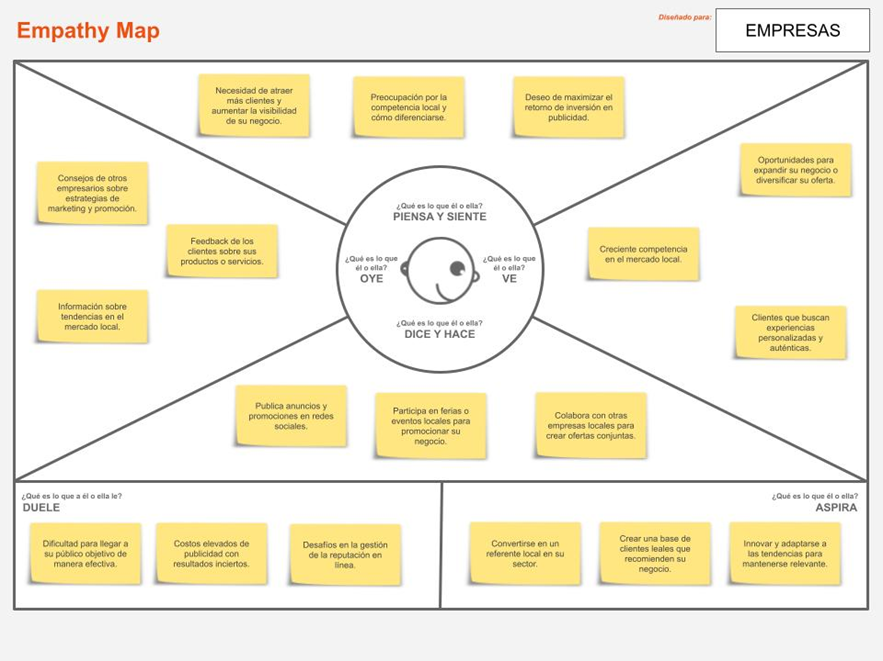 Empathy Map
Diseñado para:
EMPRESAS
Necesidad de atraer
más clientes y
aumentar la visibilidad
de su negocio.
Preocupación por la
competencia local y
cómo diferenciarse.
Deseo de maximizar el
retorno de inversión en
publicidad.
Consejos de otros
empresarios sobre
estrategias de
marketing y promoción.
Feedback de los
clientes sobre sus
productos o servicios.
Información sobre
tendencias en el
mercado local.
¿Qué es lo que él o ella?
PIENSA Y SIENTE
¿Qué es lo que
él o ella?
OYE
¿Qué es lo que
él o ella?
VE
¿Qué es lo que él o ella?
DICE Y HACE
Oportunidades para
expandir su negocio o
diversificar su oferta.
Creciente competencia
en el mercado local.
Clientes que buscan
experiencias
personalizadas y
auténticas.
Publica anuncios y
promociones en redes
sociales.
Participa en ferias o
eventos locales para
promocionar su
negocio.
Colabora con otras
empresas locales para
crear ofertas conjuntas.
¿Qué es lo que a él o ella le?
DUELE
Dificultad para llegar a
su público objetivo de
manera efectiva.
Costos elevados de
publicidad con
resultados inciertos.
Desafíos en la gestión
de la reputación en
línea.
¿Qué es lo que él o ella?
ASPIRA
Convertirse en un
referente local en su
sector.
Crear una base de
clientes leales que
recomienden su
negocio.
Innovar y adaptarse a
las tendencias para
mantenerse relevante.